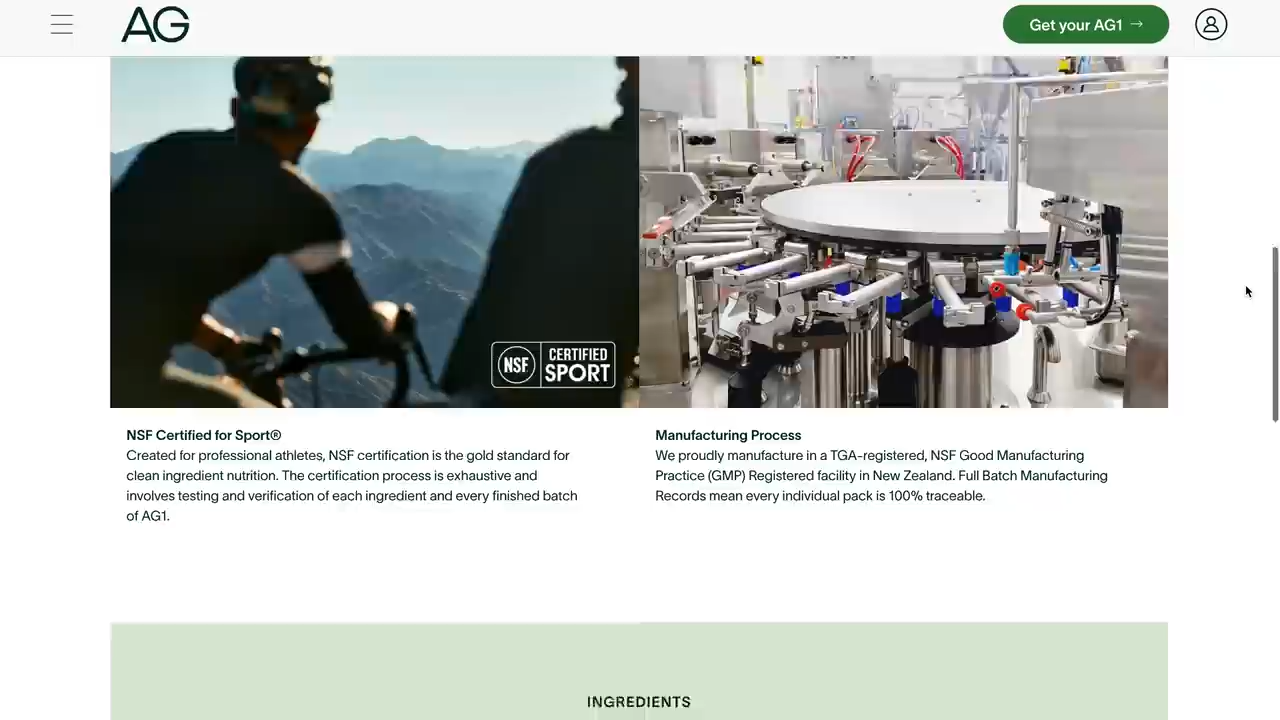 AG
Get your AG1 →
NSF
CERTIFIED
SPORT
NSF Certified for Sport®
Created for professional athletes, NSF certification is the gold standard for
clean ingredient nutrition. The certification process is exhaustive and
involves testing and verification of each ingredient and every finished batch
of AG1.
Manufacturing Process
We proudly manufacture in a TGA-registered, NSF Good Manufacturing
Practice (GMP) Registered facility in New Zealand. Full Batch Manufacturing
Records mean every individual pack is 100% traceable.
INGREDIENTS